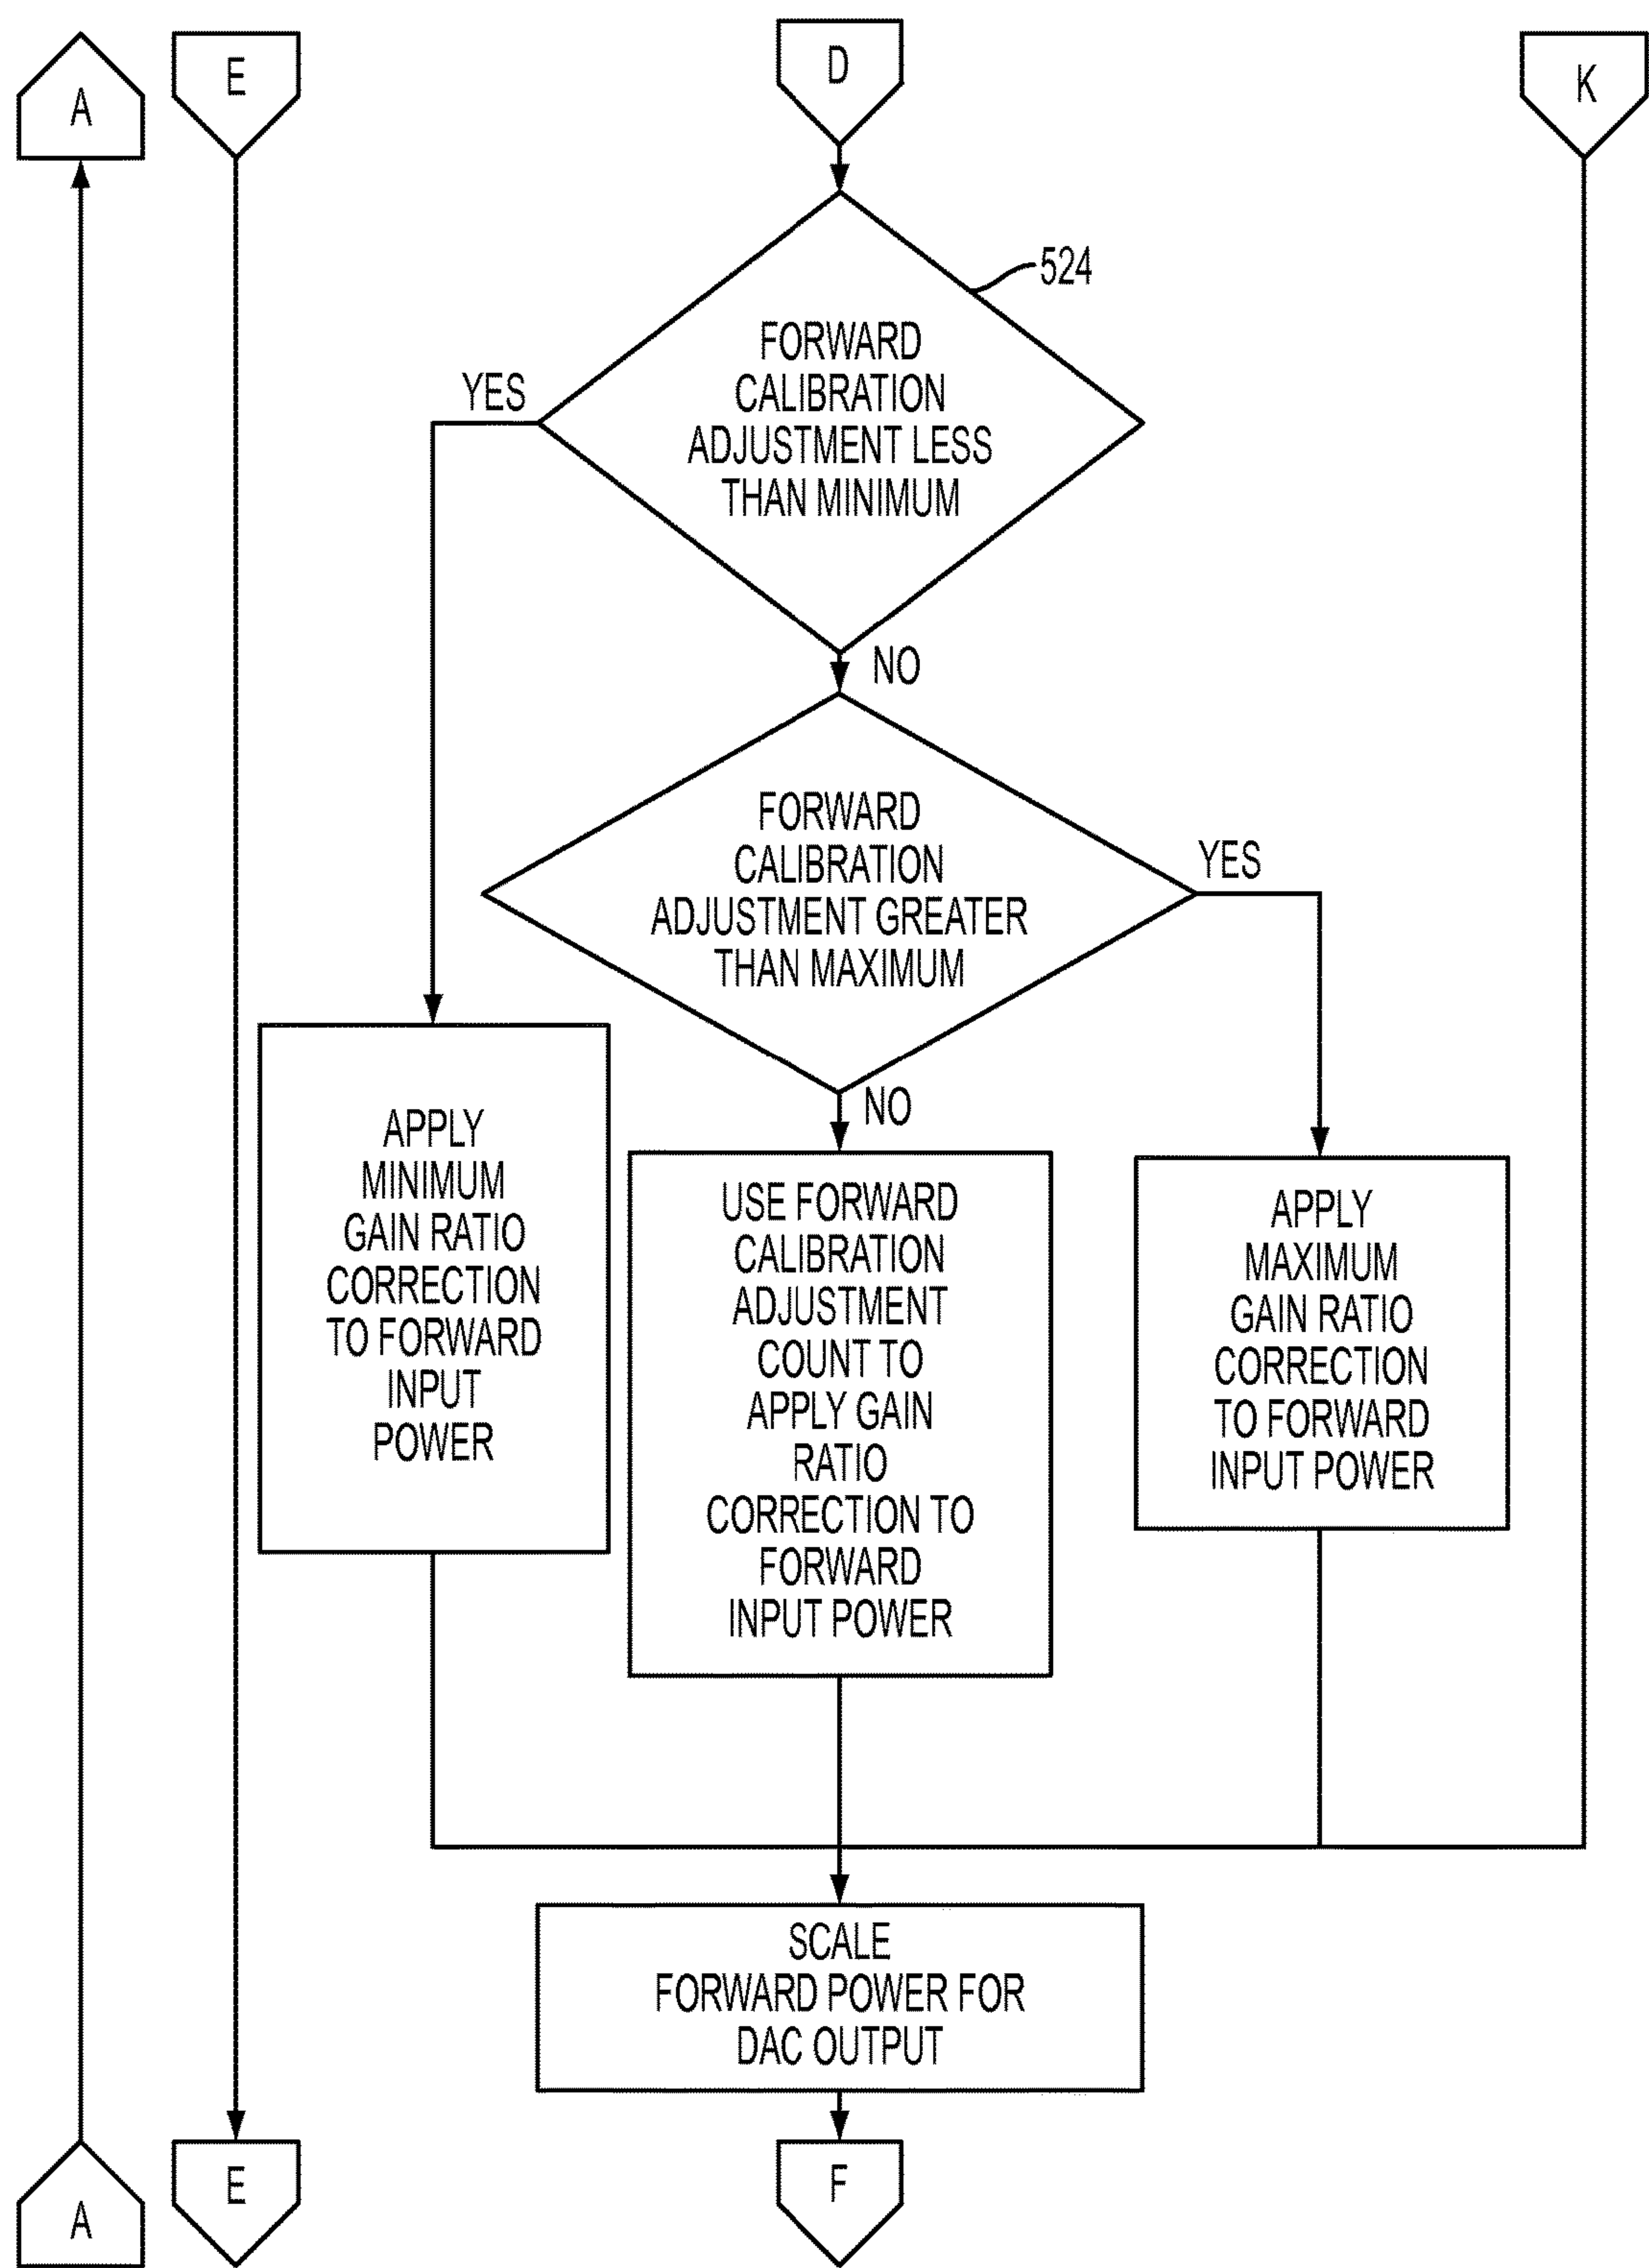 A
E
D
K
524
FORWARD
CALIBRATION
ADJUSTMENT LESS
THAN MINIMUM
YES
NO
FORWARD
CALIBRATION
ADJUSTMENT GREATER
THAN MAXIMUM
YES
NO
APPLY
MINIMUM
GAIN RATIO
CORRECTION
TO FORWARD
INPUT
POWER
USE FORWARD
CALIBRATION
ADJUSTMENT
COUNT TO
APPLY GAIN
RATIO
CORRECTION TO
FORWARD
INPUT POWER
APPLY
MAXIMUM
GAIN RATIO
CORRECTION
TO FORWARD
INPUT POWER
SCALE
FORWARD POWER FOR
DAC OUTPUT
A
E
F